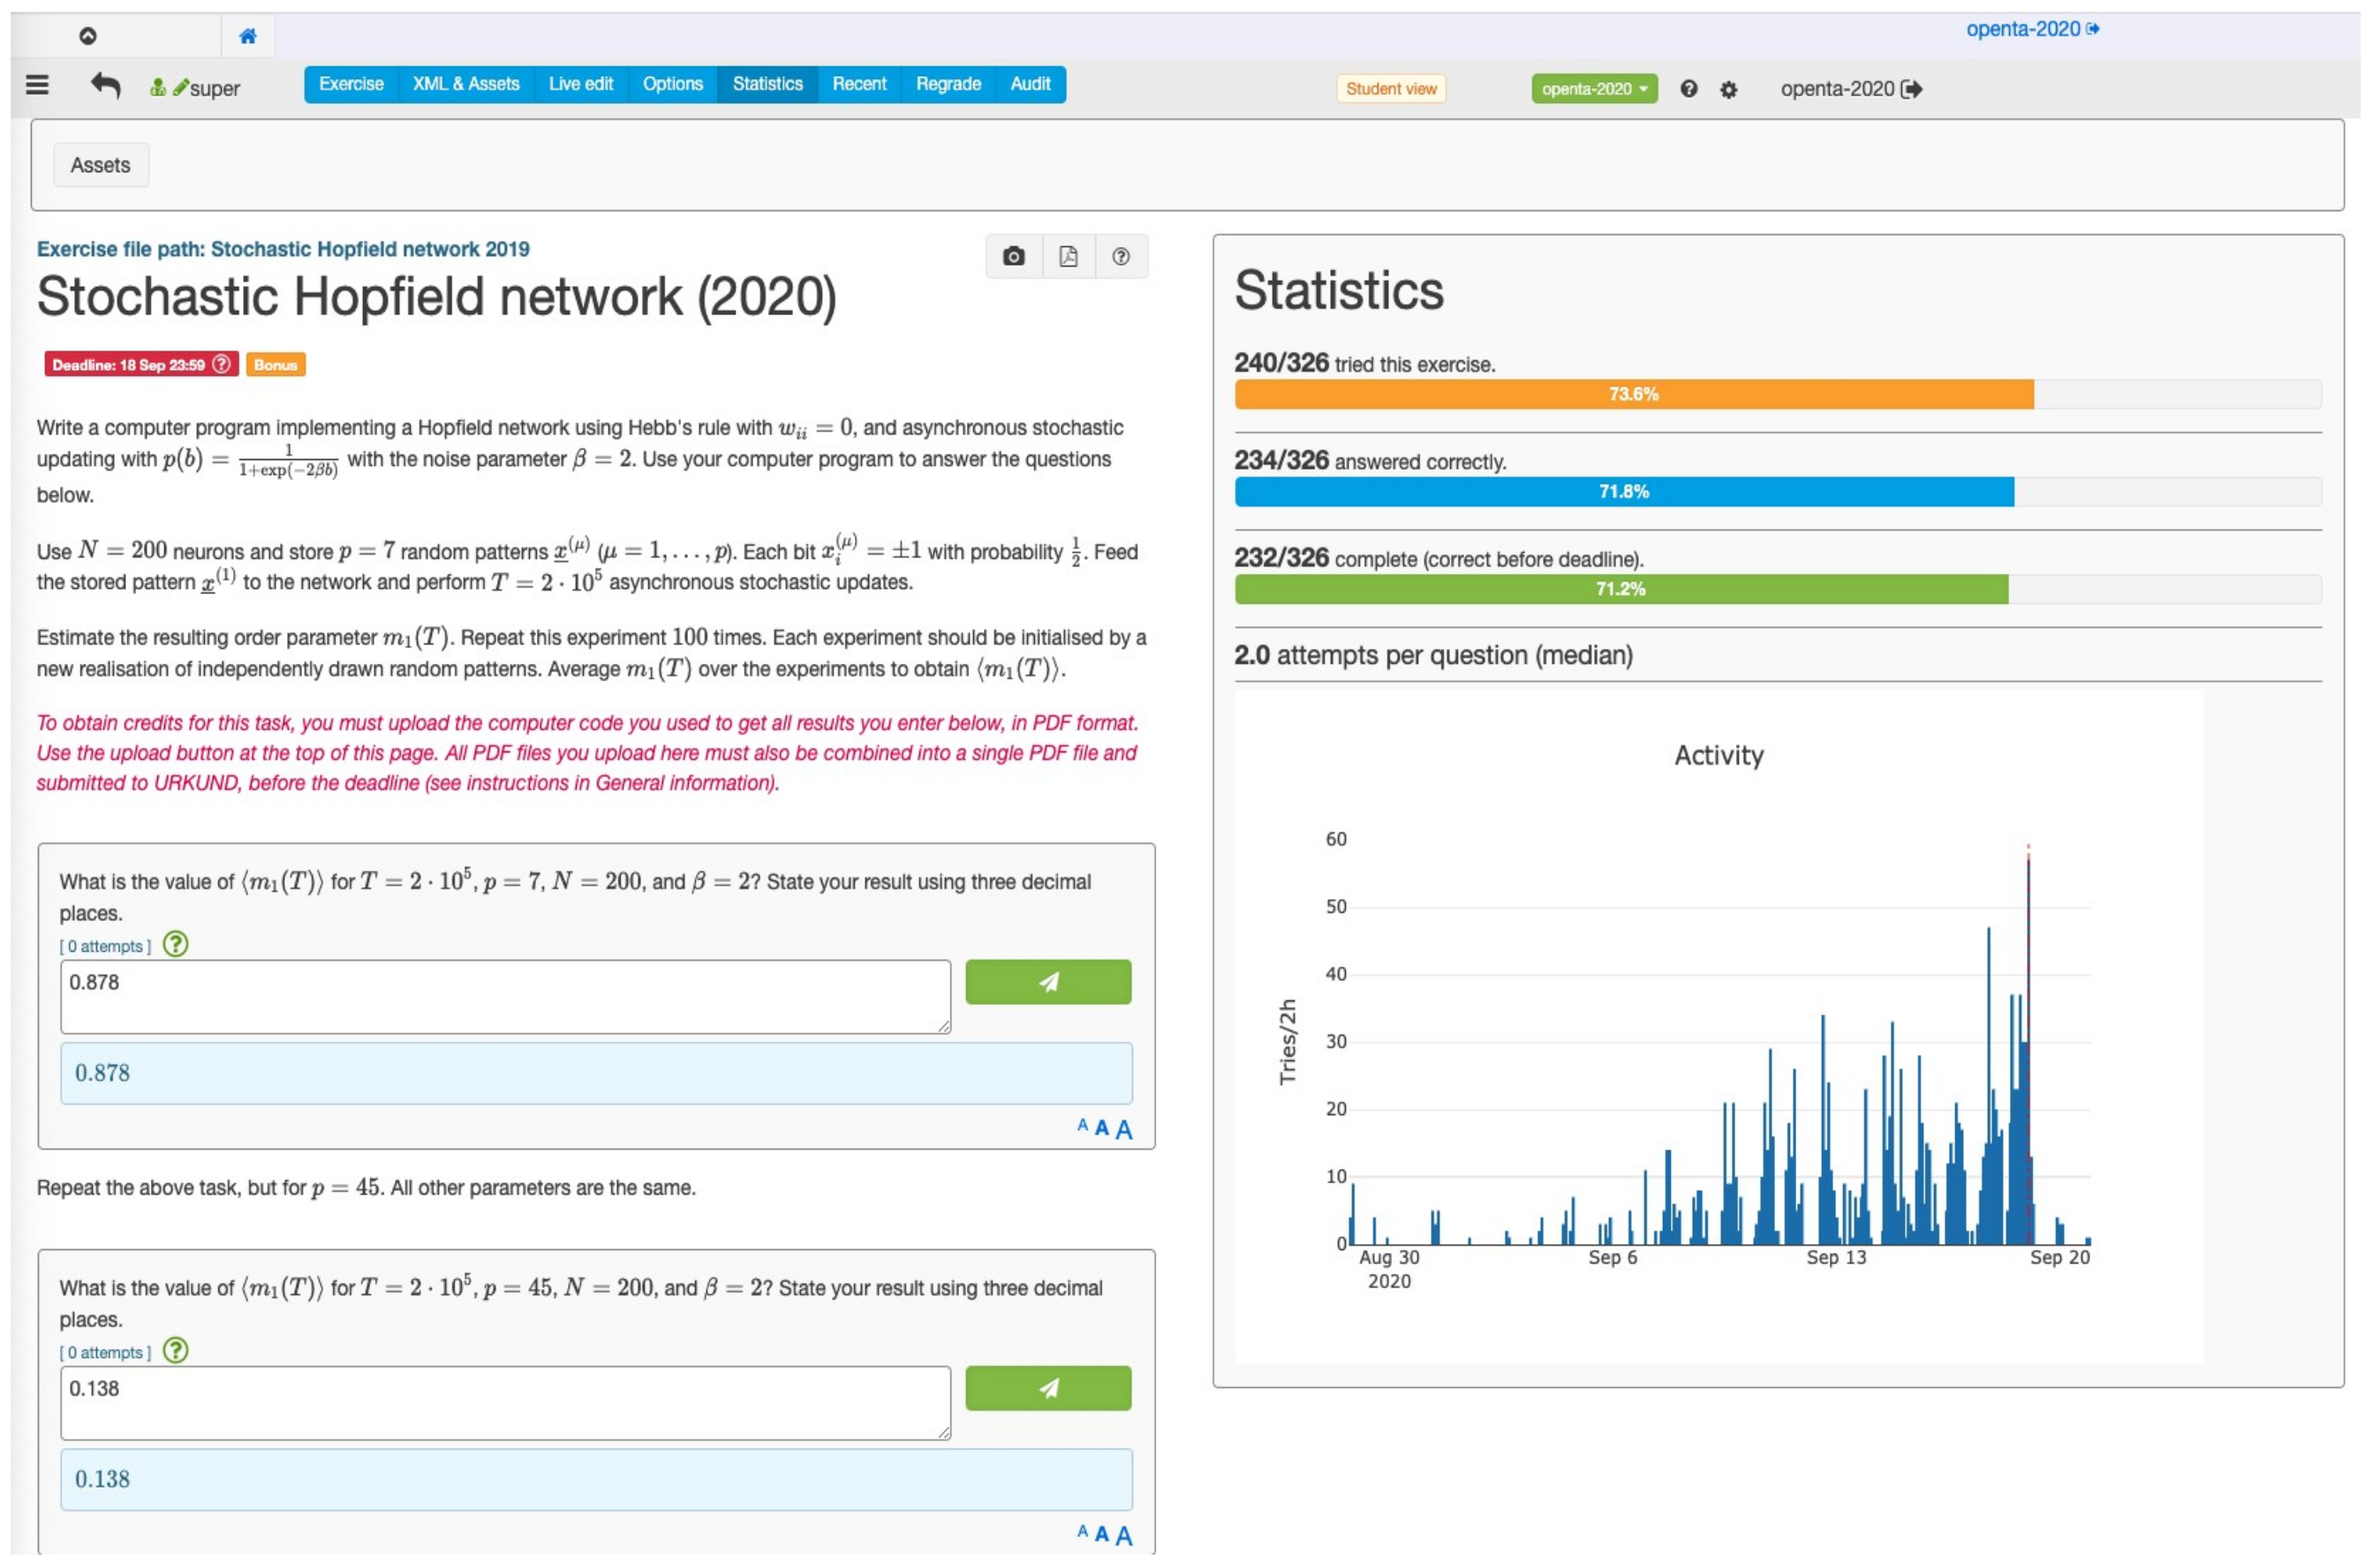 openta-2020
super
Exercise XML & Assets Live edit Options Statistics Recent Regrade Audit
Student view
openta-2020
openta-2020
Assets
Exercise file path: Stochastic Hopfield network 2019
Stochastic Hopfield network (2020)
Deadline: 18 Sep 23:59 ?
Bonus
Write a computer program implementing a Hopfield network using Hebb's rule with $w_{ii} = 0$, and asynchronous stochastic
updating with $p(b) = \frac{1}{1+\exp(-2\beta b)}$ with the noise parameter $\beta = 2$. Use your computer program to answer the questions
below.
Use $N = 200$ neurons and store $p = 7$ random patterns $\underline{x}^{(\mu)}$ ($\mu = 1, \ldots, p$). Each bit $x_i^{(\mu)} = \pm 1$ with probability $\frac{1}{2}$. Feed
the stored pattern $\underline{x}^{(1)}$ to the network and perform $T = 2 \cdot 10^5$ asynchronous stochastic updates.
Estimate the resulting order parameter $m_1(T)$. Repeat this experiment 100 times. Each experiment should be initialised by a
new realisation of independently drawn random patterns. Average $m_1(T)$ over the experiments to obtain $\langle m_1(T) \rangle$.
To obtain credits for this task, you must upload the computer code you used to get all results you enter below, in PDF format.
Use the upload button at the top of this page. All PDF files you upload here must also be combined into a single PDF file and
submitted to URKUND, before the deadline (see instructions in General information).
What is the value of $\langle m_1(T) \rangle$ for $T = 2 \cdot 10^5$, $p = 7$, $N = 200$, and $\beta = 2$? State your result using three decimal
places.
[ 0 attempts ] ?
0.878
0.878
A A A
Repeat the above task, but for $p = 45$. All other parameters are the same.
What is the value of $\langle m_1(T) \rangle$ for $T = 2 \cdot 10^5$, $p = 45$, $N = 200$, and $\beta = 2$? State your result using three decimal
places.
[ 0 attempts ] ?
0.138
0.138
A A A
Statistics
240/326 tried this exercise.
73.6%
234/326 answered correctly.
71.8%
232/326 complete (correct before deadline).
71.2%
2.0 attempts per question (median)
Activity
60
50
40
30
20
10
0
Tries/2h
Aug 30 Sep 6 Sep 13 Sep 20
2020